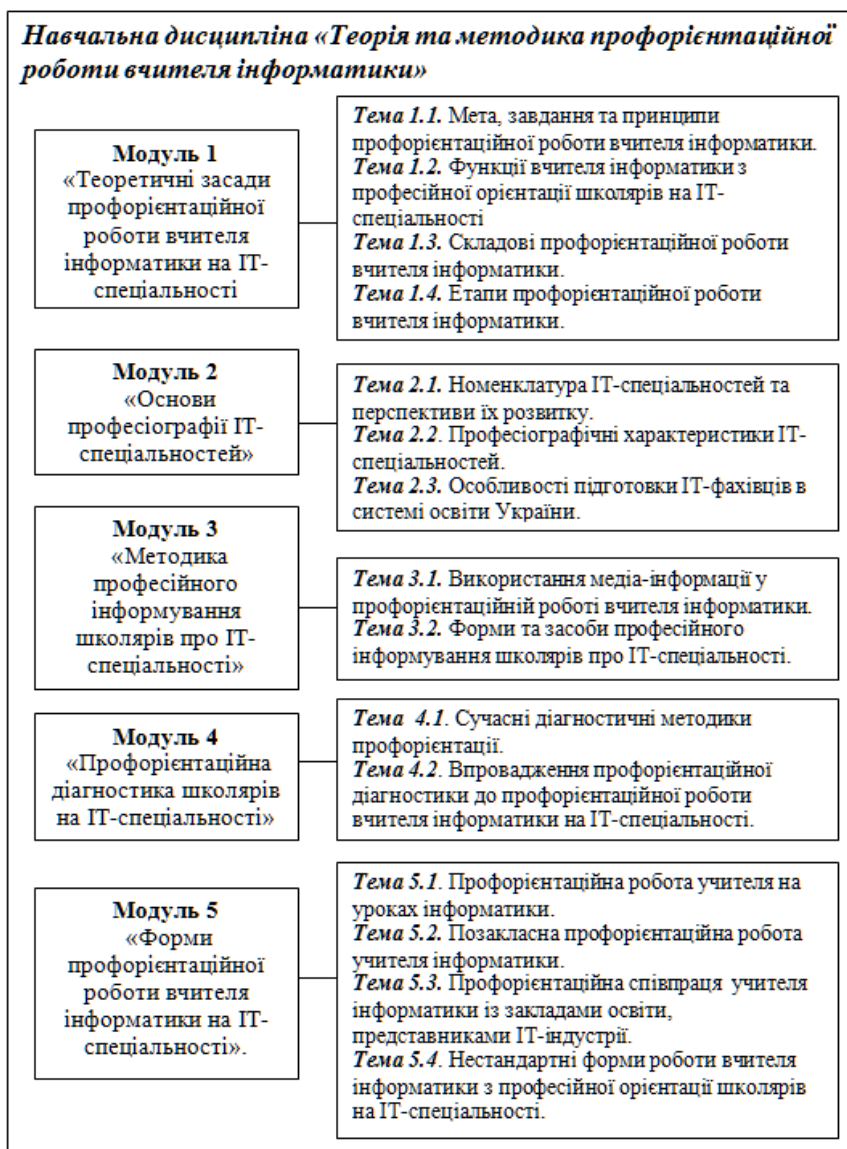 Навчальна дисципліна «Теорія та методика профорієнтаційної
роботи вчителя інформатики»
Модуль 1
«Теоретичні засади
профорієнтаційної
роботи вчителя
інформатики на ІТ-
спеціальності
Тема 1.1. Мета, завдання та принципи
профорієнтаційної роботи вчителя інформатики.
Тема 1.2. Функції вчителя інформатики з
професійної орієнтації школярів на ІТ-
спеціальності
Тема 1.3. Складові профорієнтаційної роботи
вчителя інформатики.
Тема 1.4. Етапи профорієнтаційної роботи
вчителя інформатики.
Модуль 2
«Основи
професіографії ІТ-
спеціальностей»
Тема 2.1. Номенклатура ІТ-спеціальностей та
перспективи їх розвитку.
Тема 2.2. Професіографічні характеристики ІТ-
спеціальностей.
Тема 2.3. Особливості підготовки ІТ-фахівців в
системі освіти України.
Модуль 3
«Методика
професійного
інформування
школярів про ІТ-
спеціальності»
Тема 3.1. Використання медіа-інформації у
профорієнтаційній роботі вчителя інформатики.
Тема 3.2. Форми та засоби професійного
інформування школярів про ІТ-спеціальності.
Модуль 4
«Профорієнтаційна
діагностика школярів
на ІТ-спеціальності»
Тема 4.1. Сучасні діагностичні методики
профорієнтації.
Тема 4.2. Впровадження профорієнтаційної
діагностики до профорієнтаційної роботи
вчителя інформатики на ІТ-спеціальності.
Модуль 5
«Форми
профорієнтаційної
роботи вчителя
інформатики на ІТ-
спеціальності».
Тема 5.1. Профорієнтаційна робота учителя на
уроках інформатики.
Тема 5.2. Позакласна профорієнтаційна робота
учителя інформатики.
Тема 5.3. Профорієнтаційна співпраця учителя
інформатики із закладами освіти,
представниками ІТ-індустрії.
Тема 5.4. Нестандартні форми роботи вчителя
інформатики з професійної орієнтації школярів
на ІТ-спеціальності.